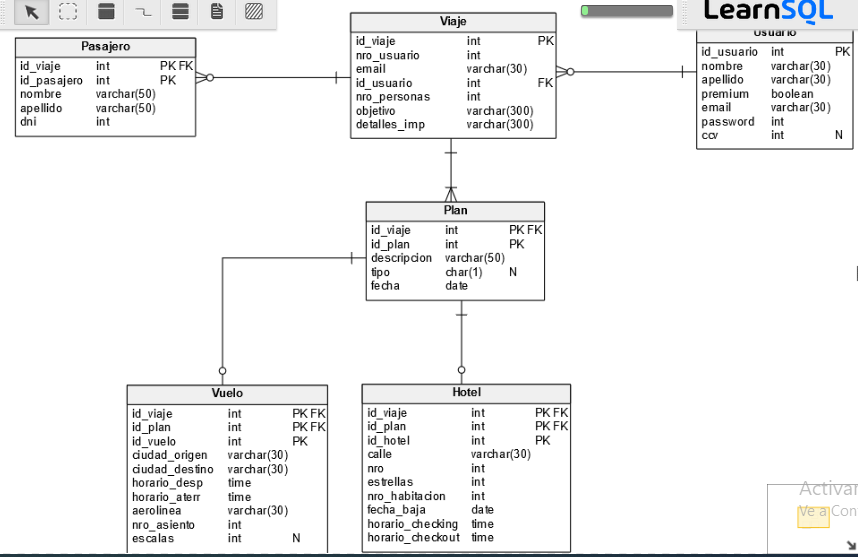 LearnSQL
Pasajero
id_viaje int PK FK
id_pasajero int PK
nombre varchar(50)
apellido varchar(50)
dni int
Viaje
id_viaje int PK
nro_usuario int
email varchar(30)
id_usuario int FK
nro_personas int
objetivo varchar(300)
detalles_imp varchar(300)
Usuario
id_usuario int PK
nombre varchar(30)
apellido varchar(30)
premium boolean
email varchar(30)
password int
ccv int N
Plan
id_viaje int PK FK
id_plan int PK
descripcion varchar(50)
tipo char(1) N
fecha date
Vuelo
id_viaje int PK FK
id_plan int PK FK
id_vuelo int PK
ciudad_origen varchar(30)
ciudad_destino varchar(30)
horario_desp time
horario_aterr time
aerolinea varchar(30)
nro_asiento int
escalas int N
Hotel
id_viaje int PK FK
id_plan int PK FK
id_hotel int PK
calle varchar(30)
nro int
estrellas int
nro_habitacion int
fecha_baja date
horario_checking time
horario_checkout time
Activar
Ve a Con